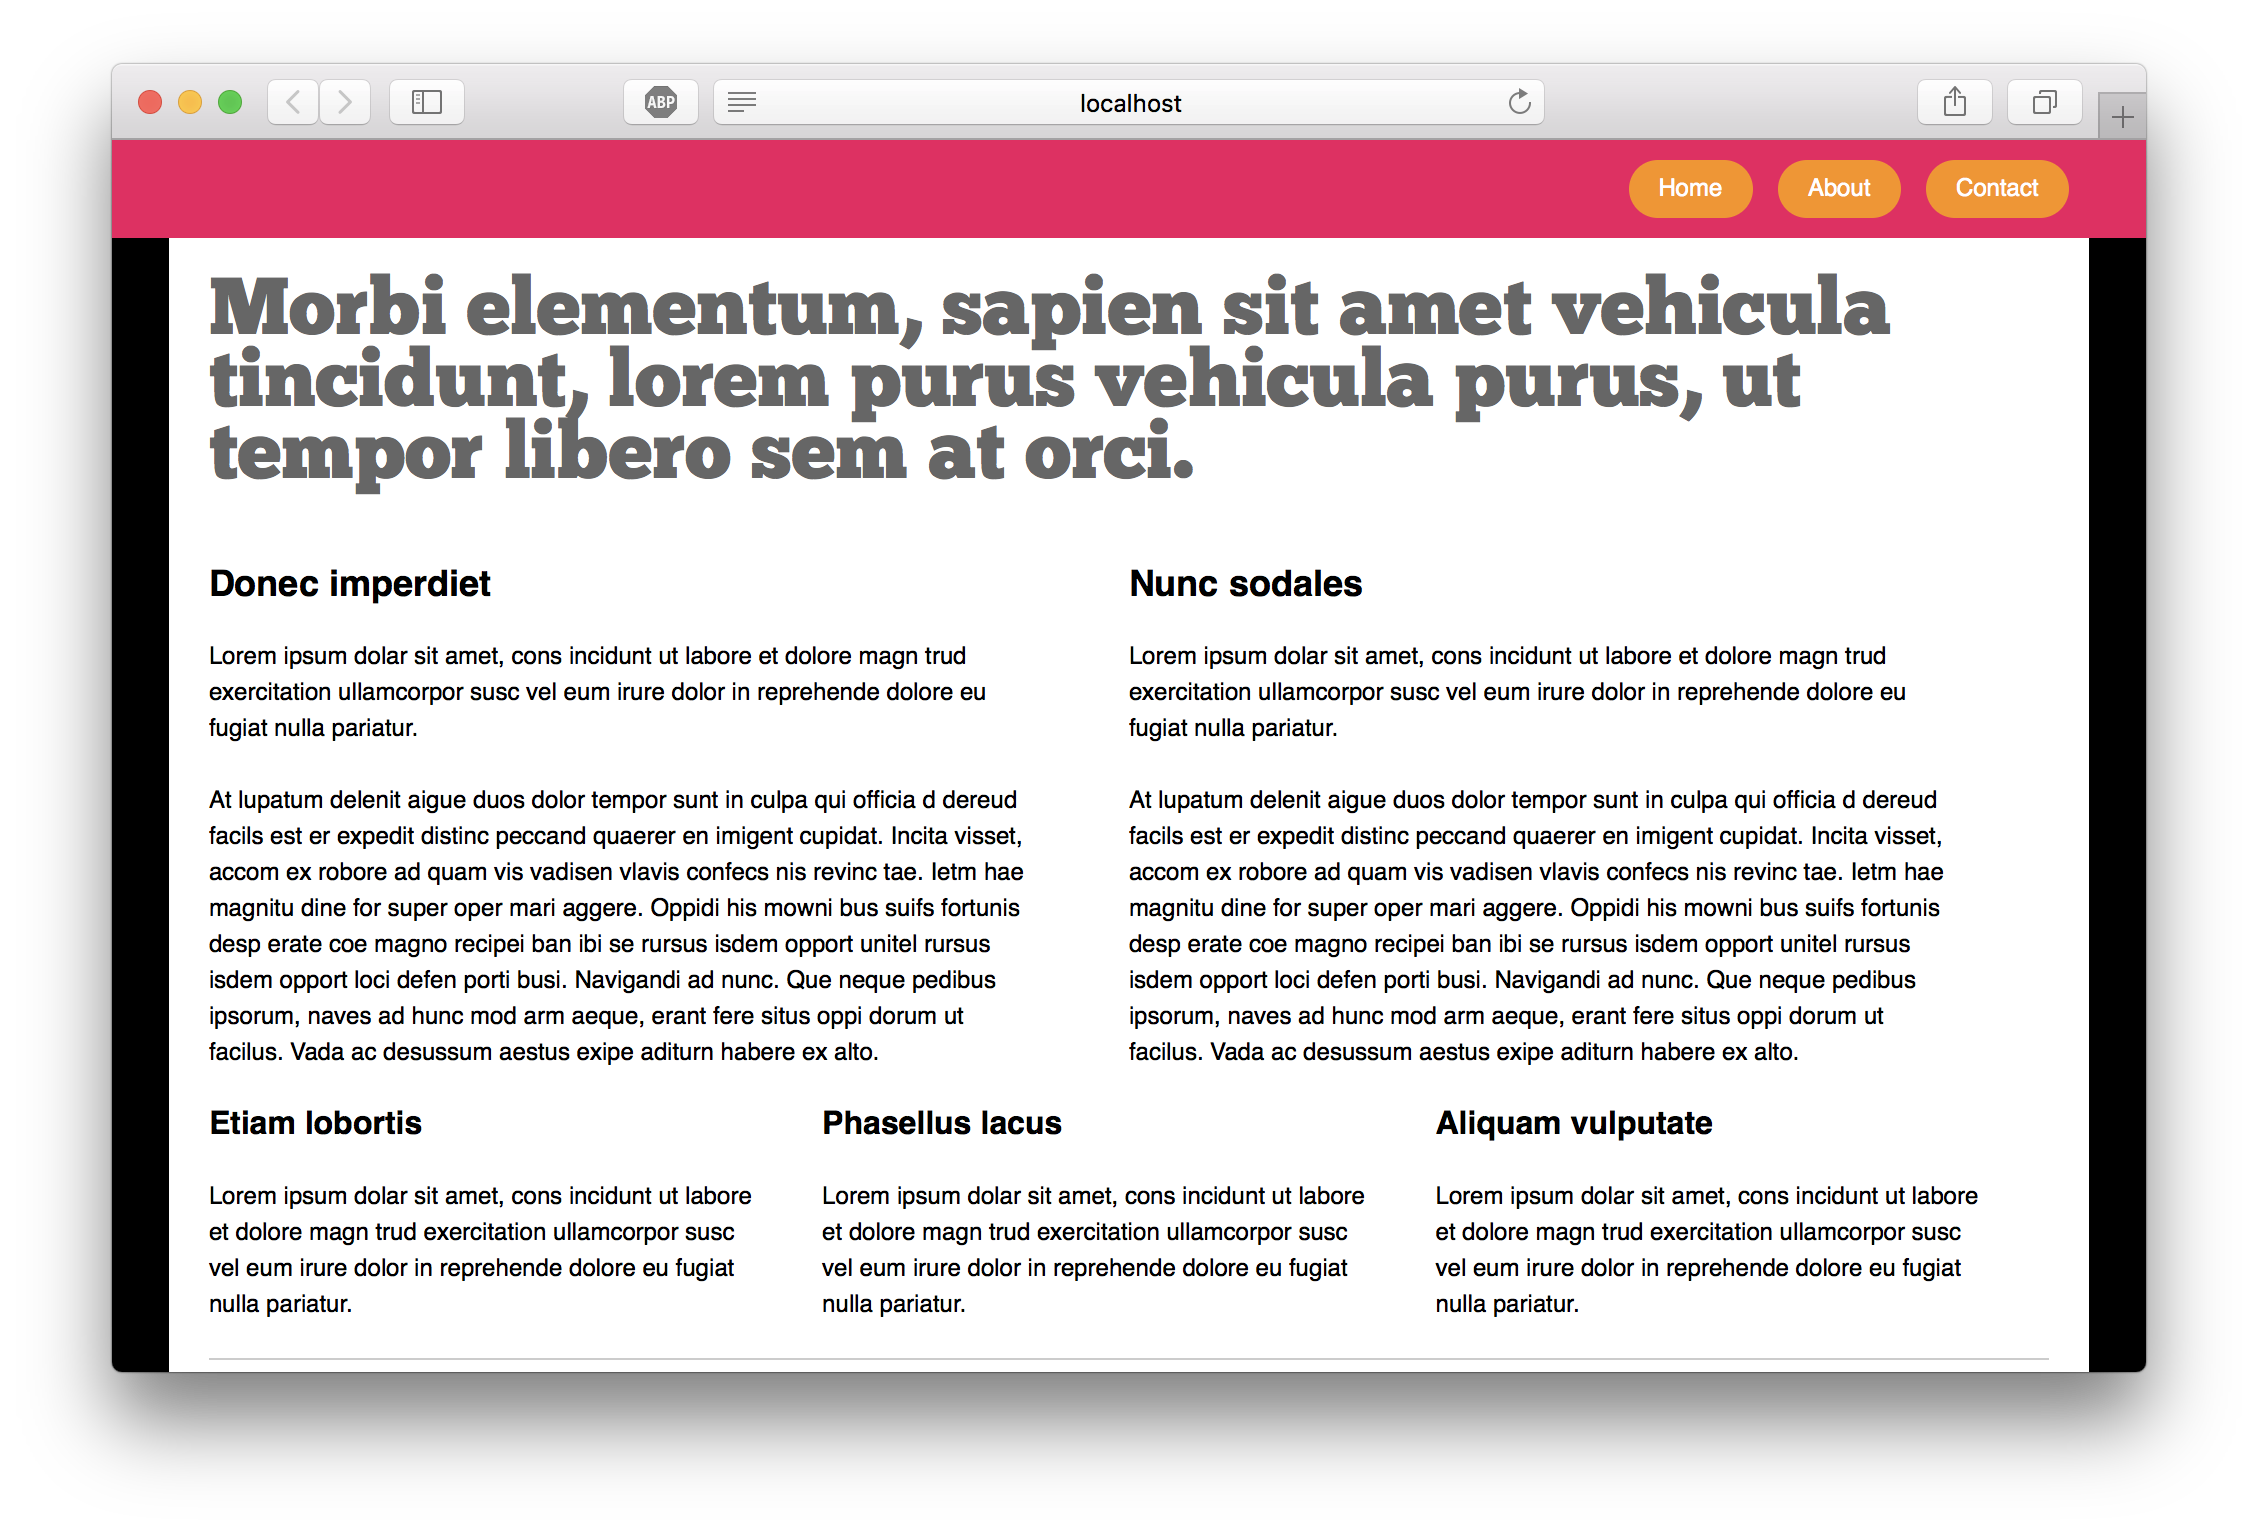 ABP
localhost
Home
About
Contact
Morbi elementum, sapien sit amet vehicula
tincidunt, lorem purus vehicula purus, ut
tempor libero sem at orci.
Donec imperdiet
Lorem ipsum dolar sit amet, cons incidunt ut labore et dolore magn trud
exercitation ullamcorpor susc vel eum irure dolor in reprehende dolore eu
fugiat nulla pariatur.
At lupatum delenit aigue duos dolor tempor sunt in culpa qui officia d dereud
facils est er expedit distinc peccand quaerer en imigent cupidat. Incita visset,
accom ex robore ad quam vis vadisen vlavis confecs nis revinc tae. Ietm hae
magnitu dine for super oper mari aggere. Oppidi his mowni bus suifs fortunis
desp erate coe magno recipei ban ibi se rursus isdem opport unitel rursus
isdem opport loci defen porti busi. Navigandi ad nunc. Que neque pedibus
ipsorum, naves ad hunc mod arm aeque, erant fere situs oppi dorum ut
facilus. Vada ac desussum aestus exipe aditurn habere ex alto.
Nunc sodales
Lorem ipsum dolar sit amet, cons incidunt ut labore et dolore magn trud
exercitation ullamcorpor susc vel eum irure dolor in reprehende dolore eu
fugiat nulla pariatur.
At lupatum delenit aigue duos dolor tempor sunt in culpa qui officia d dereud
facils est er expedit distinc peccand quaerer en imigent cupidat. Incita visset,
accom ex robore ad quam vis vadisen vlavis confecs nis revinc tae. Ietm hae
magnitu dine for super oper mari aggere. Oppidi his mowni bus suifs fortunis
desp erate coe magno recipei ban ibi se rursus isdem opport unitel rursus
isdem opport loci defen porti busi. Navigandi ad nunc. Que neque pedibus
ipsorum, naves ad hunc mod arm aeque, erant fere situs oppi dorum ut
facilus. Vada ac desussum aestus exipe aditurn habere ex alto.
Etiam lobortis
Lorem ipsum dolar sit amet, cons incidunt ut labore
et dolore magn trud exercitation ullamcorpor susc
vel eum irure dolor in reprehende dolore eu fugiat
nulla pariatur.
Phasellus lacus
Lorem ipsum dolar sit amet, cons incidunt ut labore
et dolore magn trud exercitation ullamcorpor susc
vel eum irure dolor in reprehende dolore eu fugiat
nulla pariatur.
Aliquam vulputate
Lorem ipsum dolar sit amet, cons incidunt ut labore
et dolore magn trud exercitation ullamcorpor susc
vel eum irure dolor in reprehende dolore eu fugiat
nulla pariatur.